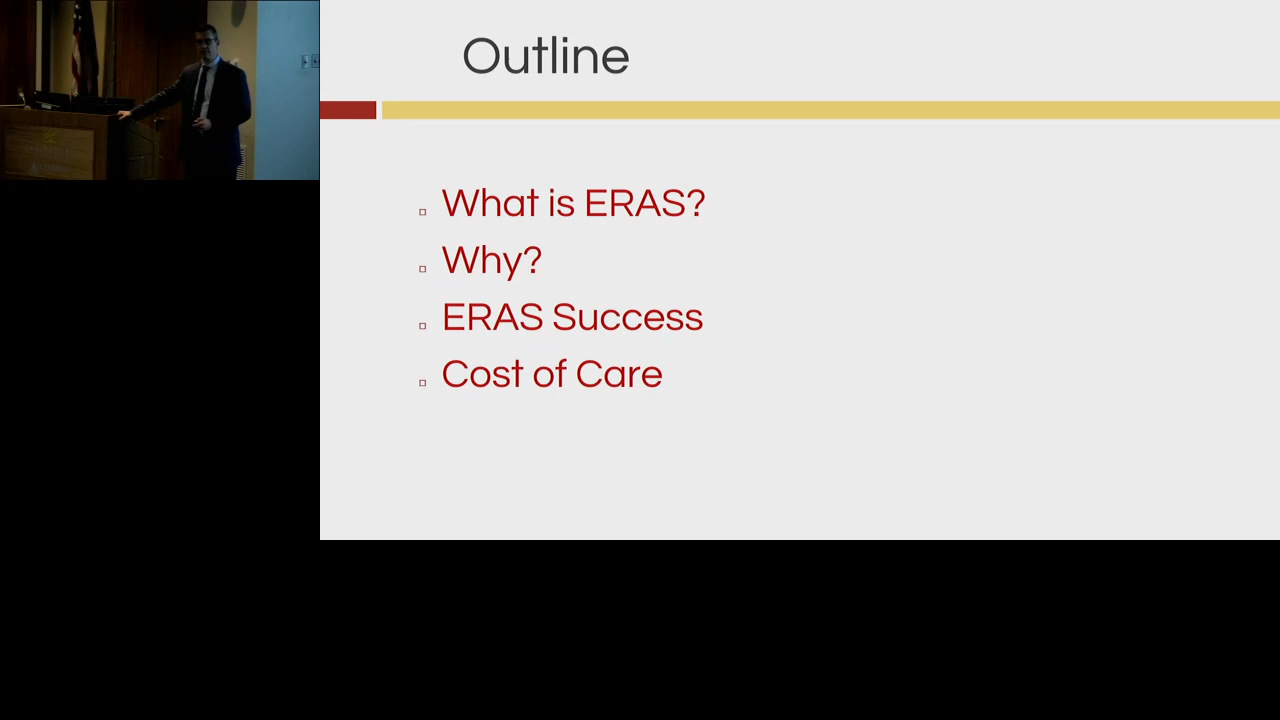 Outline
What is ERAS?
Why?
ERAS Success
Cost of Care